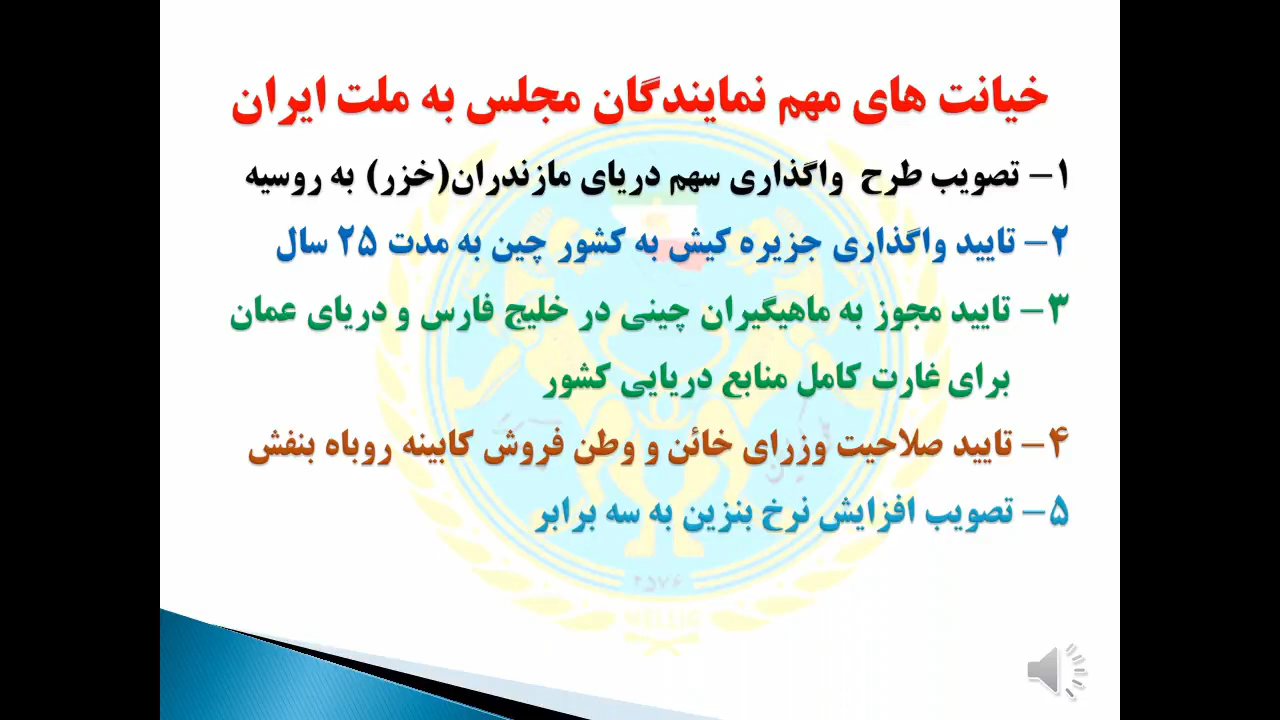 خیانت های مهم نمایندگان مجلس به ملت ایران
۱- تصویب طرح واگذاری سهم دریای مازندران(خزر) به روسیه
۲- تایید واگذاری جزیره کیش به کشور چین به مدت ۲۵ سال
۳- تایید مجوز به ماهیگیران چینی در خلیج فارس و دریای عمان
برای غارت کامل منابع دریایی کشور
۴- تایید صلاحیت وزرای خائن و وطن فروش کابینه روباه بنفش
۵- تصویب افزایش نرخ بنزین به سه برابر
۲۵۷۶